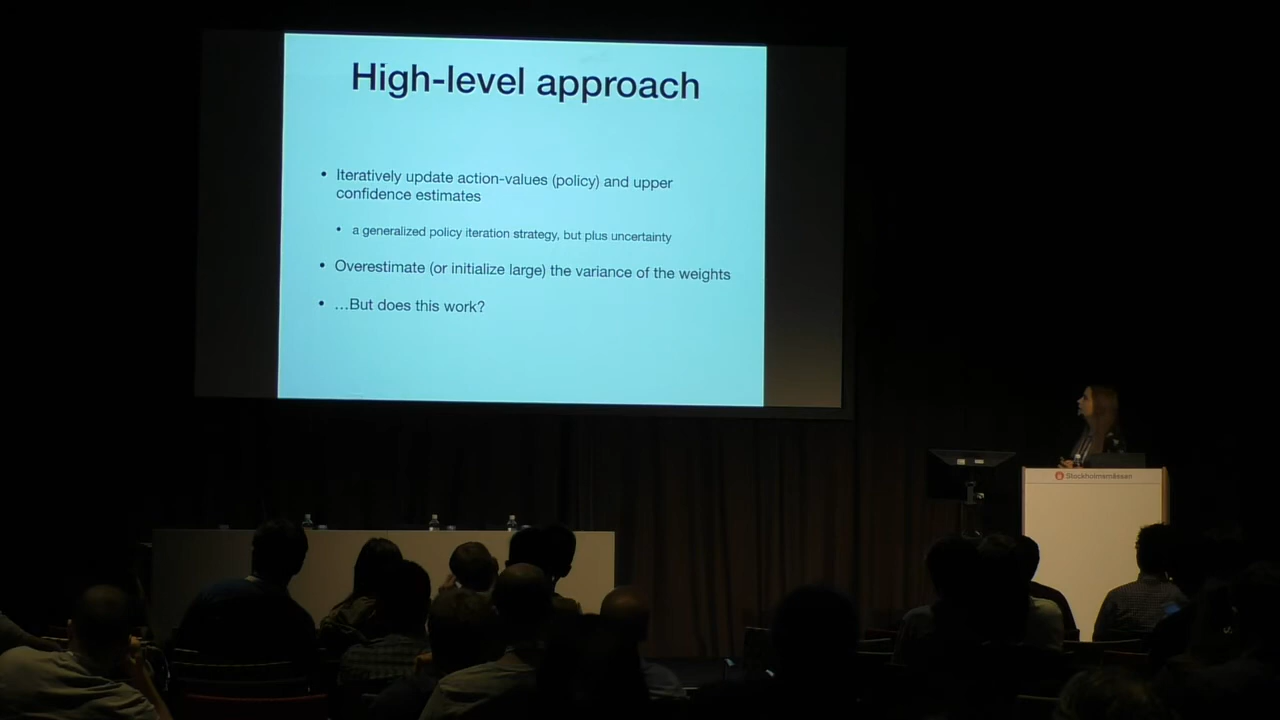 High-level approach
• Iteratively update action-values (policy) and upper
confidence estimates
• a generalized policy iteration strategy, but plus uncertainty
• Overestimate (or initialize large) the variance of the weights
• …But does this work?
Stockholmsmässan